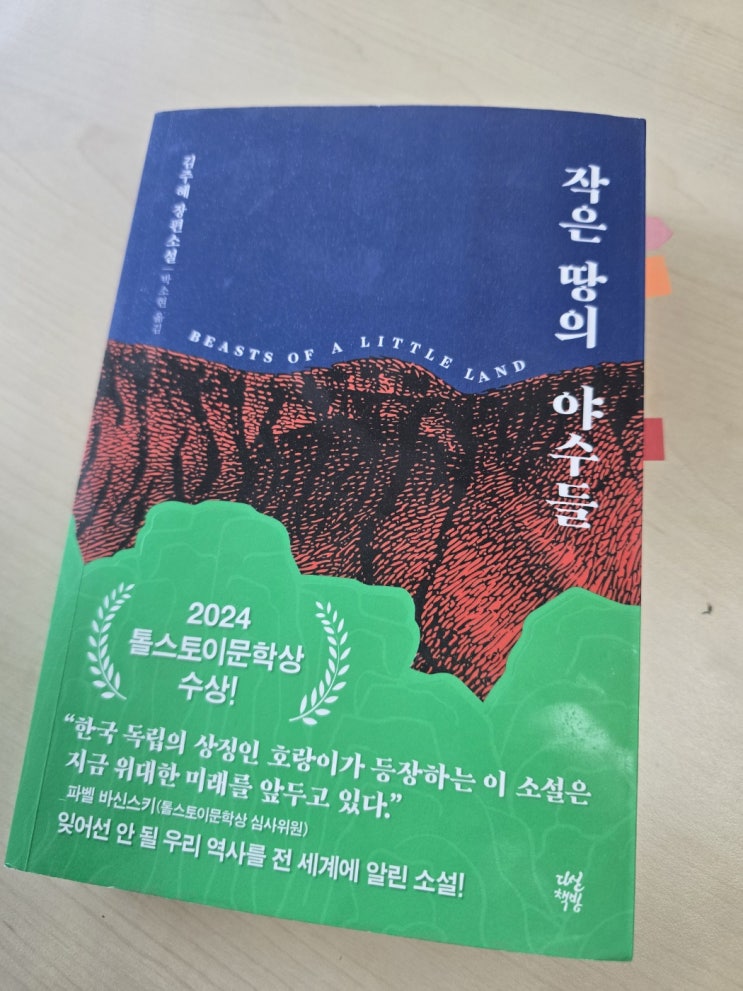 작은 땅의 야수들
김주혜 장편소설 | 박소현 옮김
BEASTS OF A LITTLE LAND
2024
톨스토이문학상
수상!
“한국 독립의 상징인 호랑이가 등장하는 이 소설은
지금 위대한 미래를 앞두고 있다.”
_파벨 바신스키(톨스토이문학상 심사위원)
잊어선 안 될 우리 역사를 전 세계에 알린 소설!
다산
책방